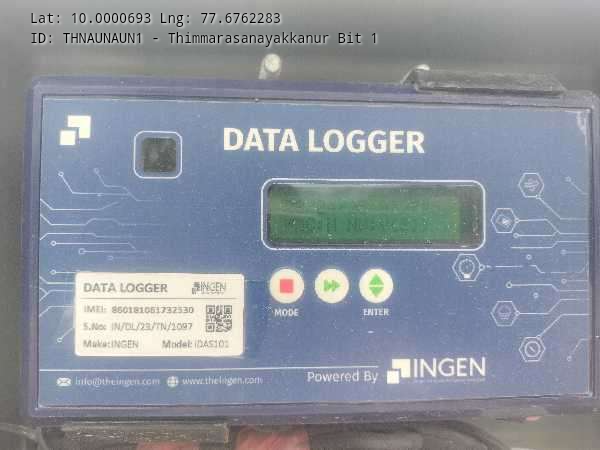 Lat: 10.0000693 Lng: 77.6762283
ID: THNAUNAUN1 - Thimmarasanayakkanur Bit 1
DATA LOGGER
DATA LOGGER INGEN
IMEI: 860181061732530
S.No: IN/DL/23/TN/1097
Make:INGEN Model: iDAS101
MODE
ENTER
info@theingen.com www.theingen.com
Powered By INGEN